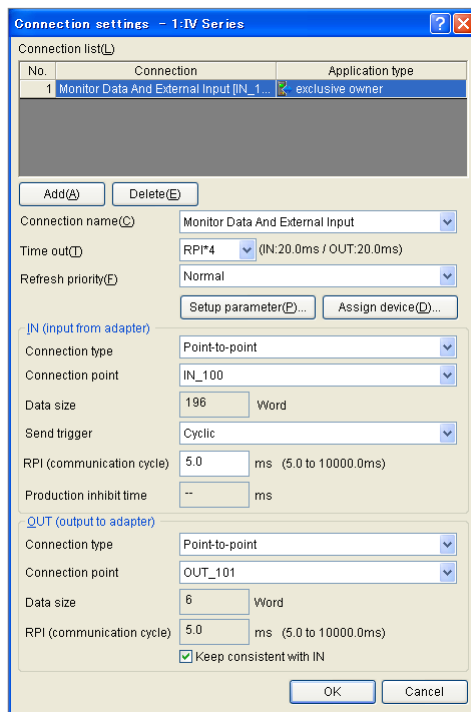 Connection settings - 1:IV Series
Connection list(L)
No. Connection Application type
1 Monitor Data And External Input [IN_1... exclusive owner
Add(A) Delete(E)
Connection name(C) Monitor Data And External Input
Time out(T) RPI*4 (IN:20.0ms / OUT:20.0ms)
Refresh priority(F) Normal
Setup parameter(P)... Assign device(D)...
IN (input from adapter)
Connection type Point-to-point
Connection point IN_100
Data size 196 Word
Send trigger Cyclic
RPI (communication cycle) 5.0 ms (5.0 to 10000.0ms)
Production inhibit time -- ms
OUT (output to adapter)
Connection type Point-to-point
Connection point OUT_101
Data size 6 Word
RPI (communication cycle) 5.0 ms (5.0 to 10000.0ms)
Keep consistent with IN
OK Cancel